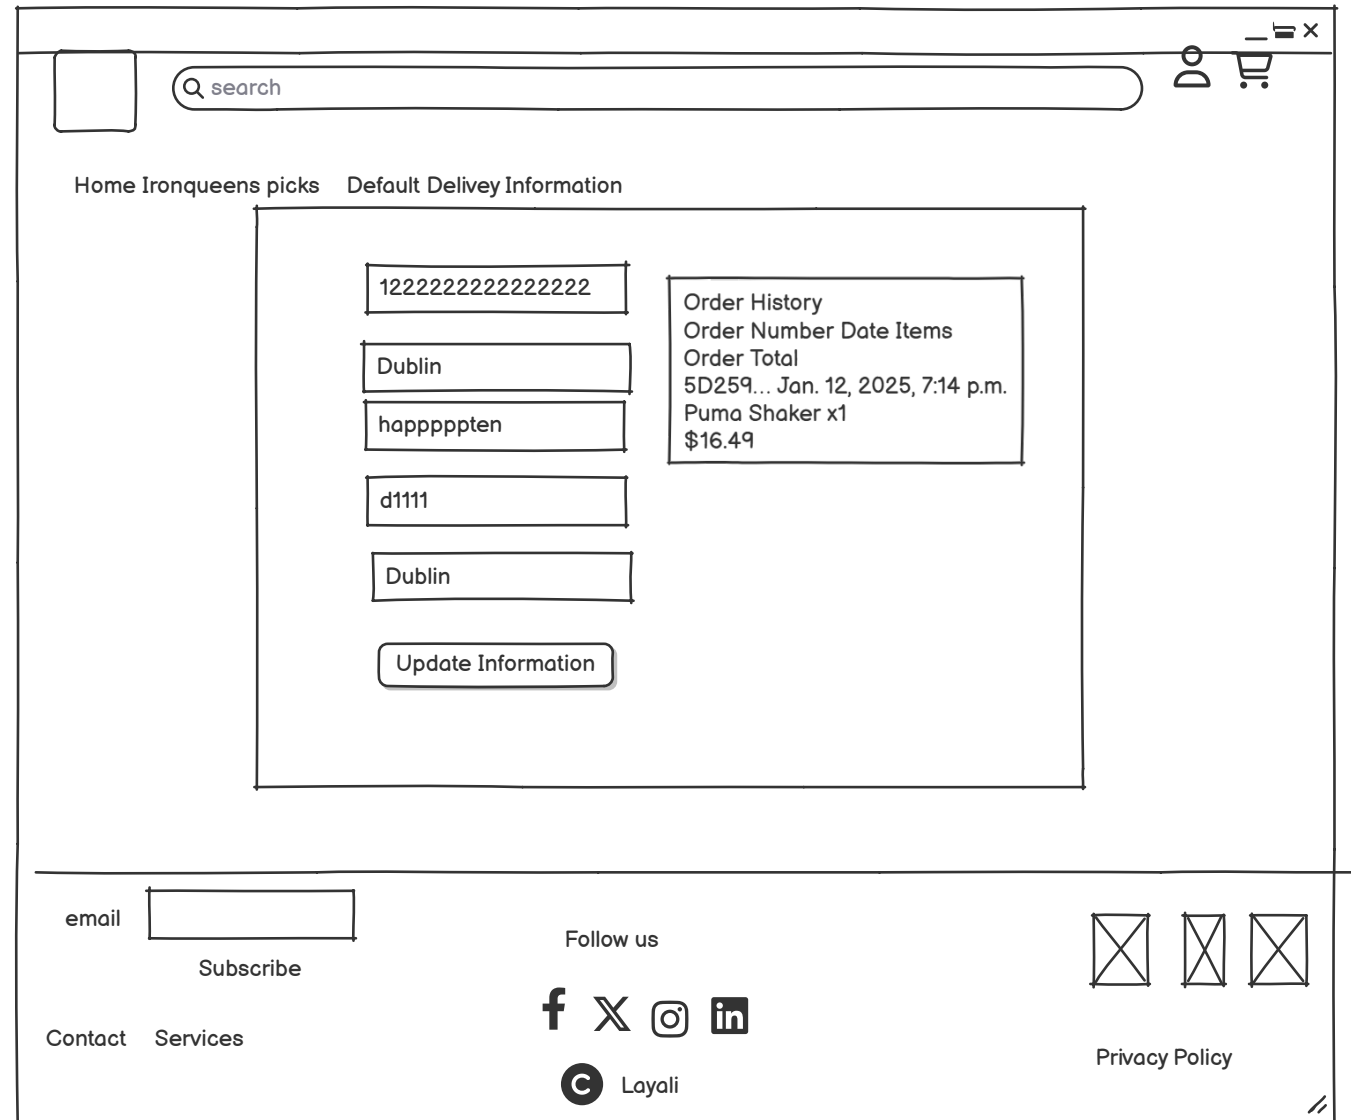 search
Home Ironqueens picks Default Delivey Information
1222222222222222
Dublin
happpppten
d1111
Dublin
Update Information
Order History
Order Number Date Items
Order Total
5D259... Jan. 12, 2025, 7:14 p.m.
Puma Shaker x1
$16.49
email
Subscribe
Contact Services
Follow us
Layali
Privacy Policy